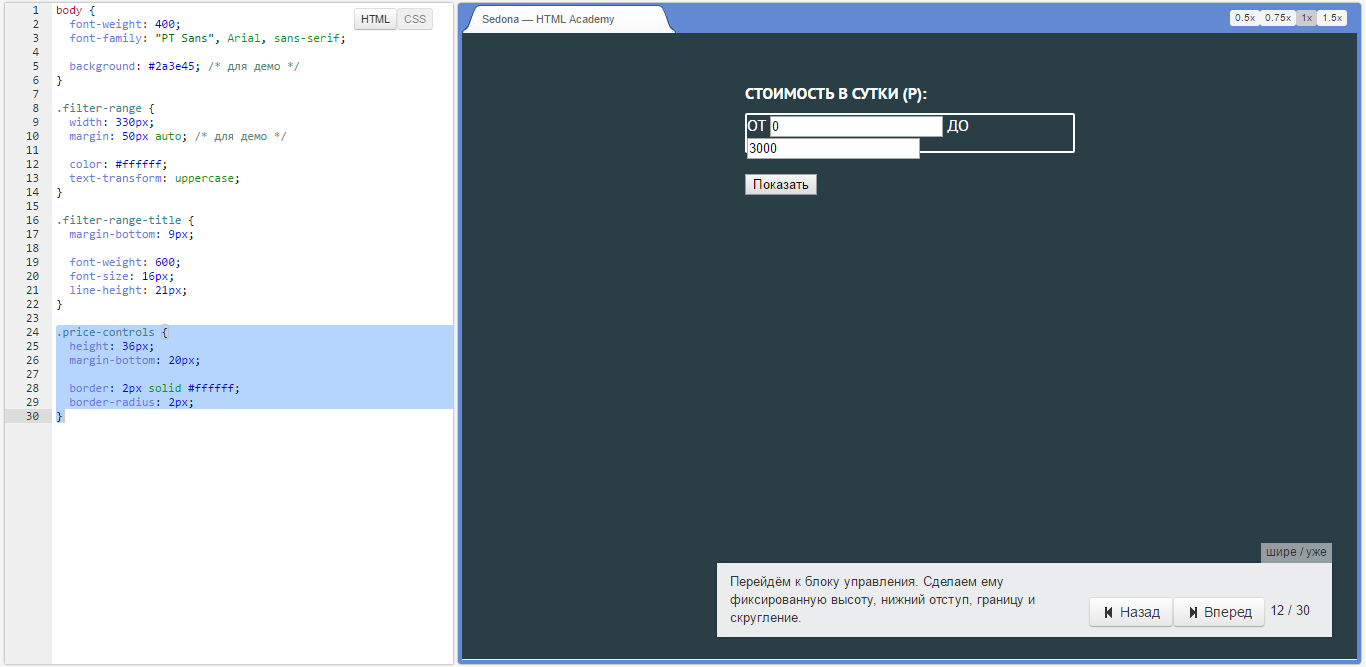 1 body {
2   font-weight: 400;
3   font-family: "PT Sans", Arial, sans-serif;
4
5   background: #2a3e45; /* для демо */
6 }
7
8 .filter-range {
9   width: 330px;
10   margin: 50px auto; /* для демо */
11
12   color: #ffffff;
13   text-transform: uppercase;
14 }
15
16 .filter-range-title {
17   margin-bottom: 9px;
18
19   font-weight: 600;
20   font-size: 16px;
21   line-height: 21px;
22 }
23
24 .price-controls {
25   height: 36px;
26   margin-bottom: 20px;
27
28   border: 2px solid #ffffff;
29   border-radius: 2px;
30 }
HTML CSS
Sedona — HTML Academy
0.5x 0.75x 1x 1.5x
СТОИМОСТЬ В СУТКИ (Р):
ОТ 0 ДО
3000
Показать
шире / уже
Перейдём к блоку управления. Сделаем ему
фиксированную высоту, нижний отступ, границу и
скругление.
Назад Вперед 12 / 30